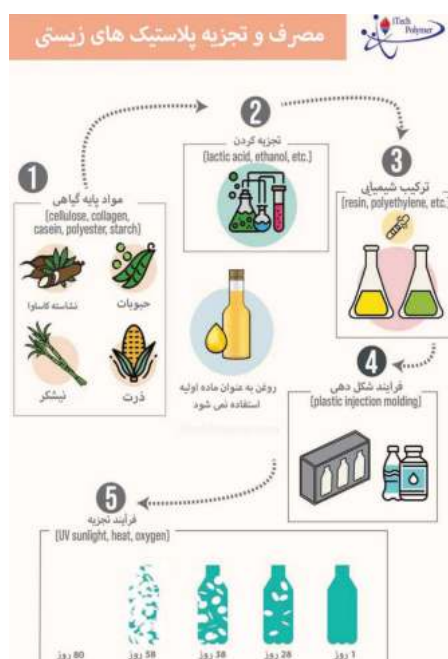 مصرف و تجزیه پلاستیک های زیستی
iTech
Polymer
1
مواد پایه گیاهی
(cellulose, collagen,
casein, polyester, starch)
نشاسته کاساوا
حبوبات
نیشکر
ذرت
2
تجزیه کردن
(lactic acid, ethanol, etc.)
روغن به عنوان ماده اولیه
استفاده نمی شود
3
ترکیب شیمیایی
(resin, polyethylene, etc.)
4
فرآیند شکل دهی
(plastic injection molding)
5
فرآیند تجزیه
(UV sunlight, heat, oxygen)
1 روز
28 روز
38 روز
58 روز
80 روز